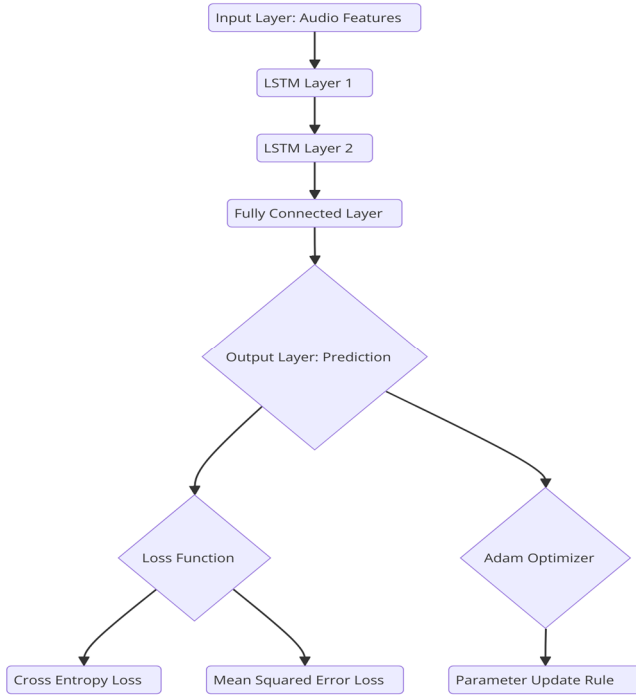 Input Layer: Audio Features
LSTM Layer 1
LSTM Layer 2
Fully Connected Layer
Output Layer: Prediction
Loss Function
Adam Optimizer
Cross Entropy Loss
Mean Squared Error Loss
Parameter Update Rule